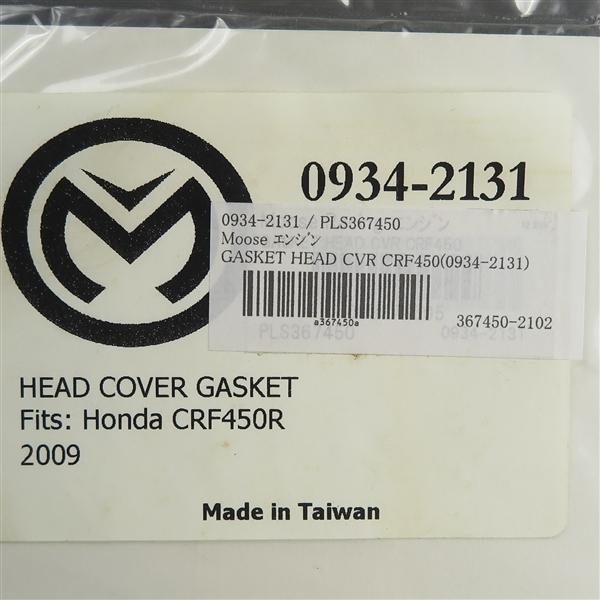 0934-2131
0934-2131 / PLS367450
Moose エンジン
GASKET HEAD CVR CRF450(0934-2131)
a367450a
367450-2102
PLS367450
0934-2131
HEAD COVER GASKET
Fits: Honda CRF450R
2009
Made in Taiwan